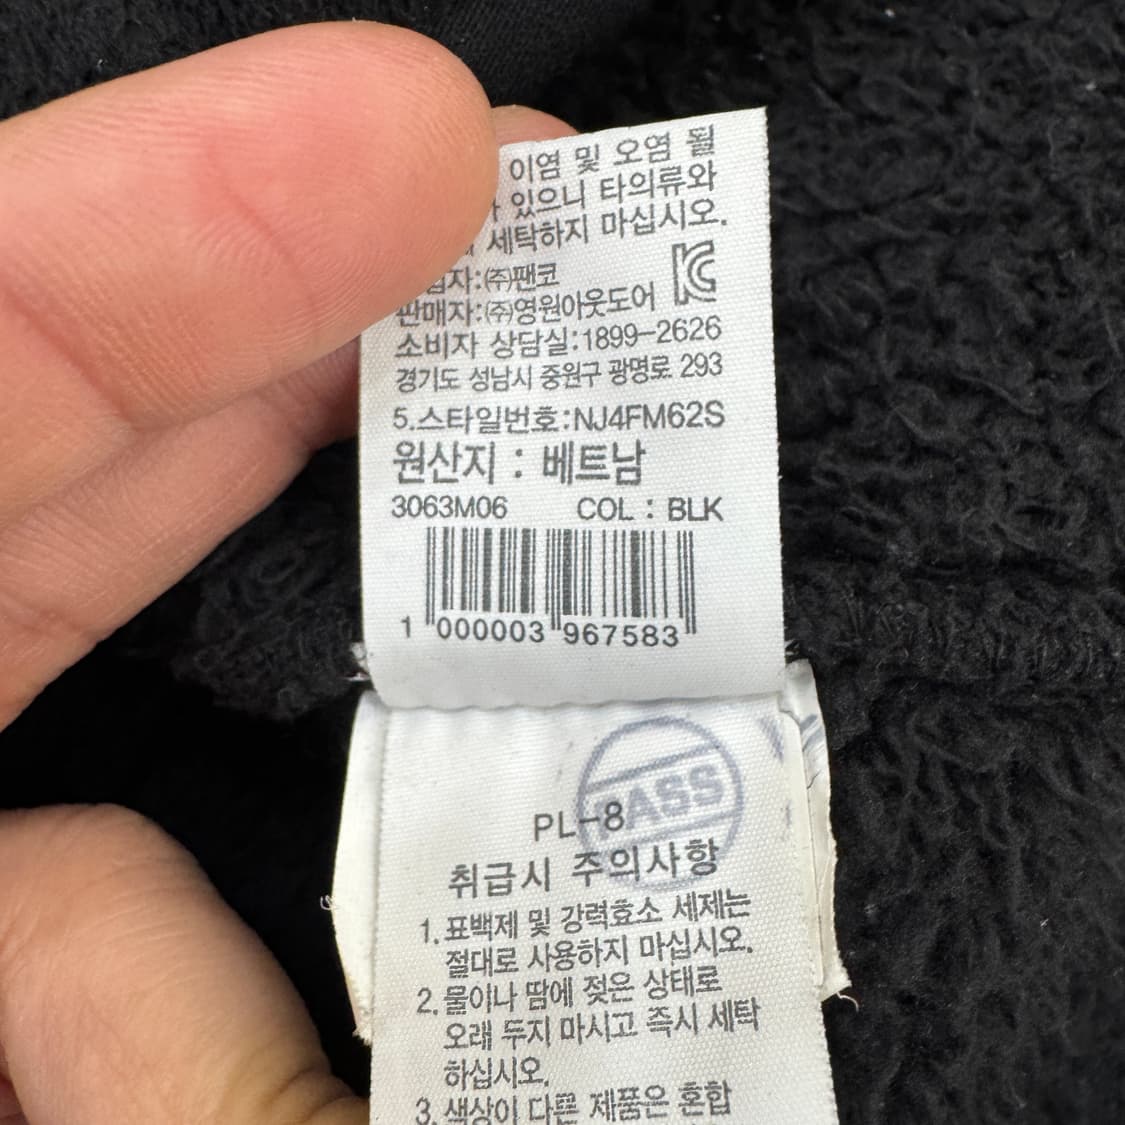 이염 및 오염 될
있으니 타의류와
세탁하지 마십시오.
자:㈜팬코
판매자:㈜영원아웃도어
소비자 상담실:1899-2626
경기도 성남시 중원구 광명로 293
5.스타일번호:NJ4FM62S
원산지 : 베트남
3063M06 COL : BLK
1 000003 967583
PASS
PL-8
취급시 주의사항
1. 표백제 및 강력효소 세제는
절대로 사용하지 마십시오.
2. 물이나 땀에 젖은 상태로
오래 두지 마시고 즉시 세탁
하십시오.
3. 색상이 다른 제품은 혼합